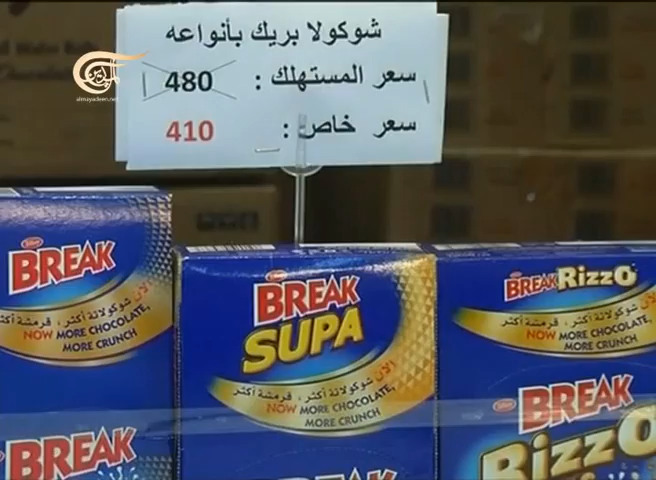 شوكولا بريك بأنواعه
سعر المستهلك : 480
سعر خاص : 410
الميادين
almayadeen.net
BREAK
الآن شوكولاتة أكثر، قرمشة أكثر
NOW MORE CHOCOLATE,
MORE CRUNCH
BREAK
BREAK
SUPA
الآن شوكولاتة أكثر، قرمشة أكثر
NOW MORE CHOCOLATE,
MORE CRUNCH
BREAK
BREAK RizzO
شوكولاتة أكثر، قرمشة أكثر
NOW MORE CHOCOLATE,
MORE CRUNCH
BREAK
RizzO